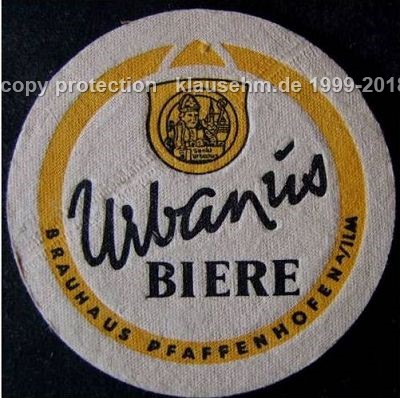 copy protection klausehm.de 1999-2018
Urbanus
BIERE
BRAUHAUS PFAFFENHOFEN a/ILM